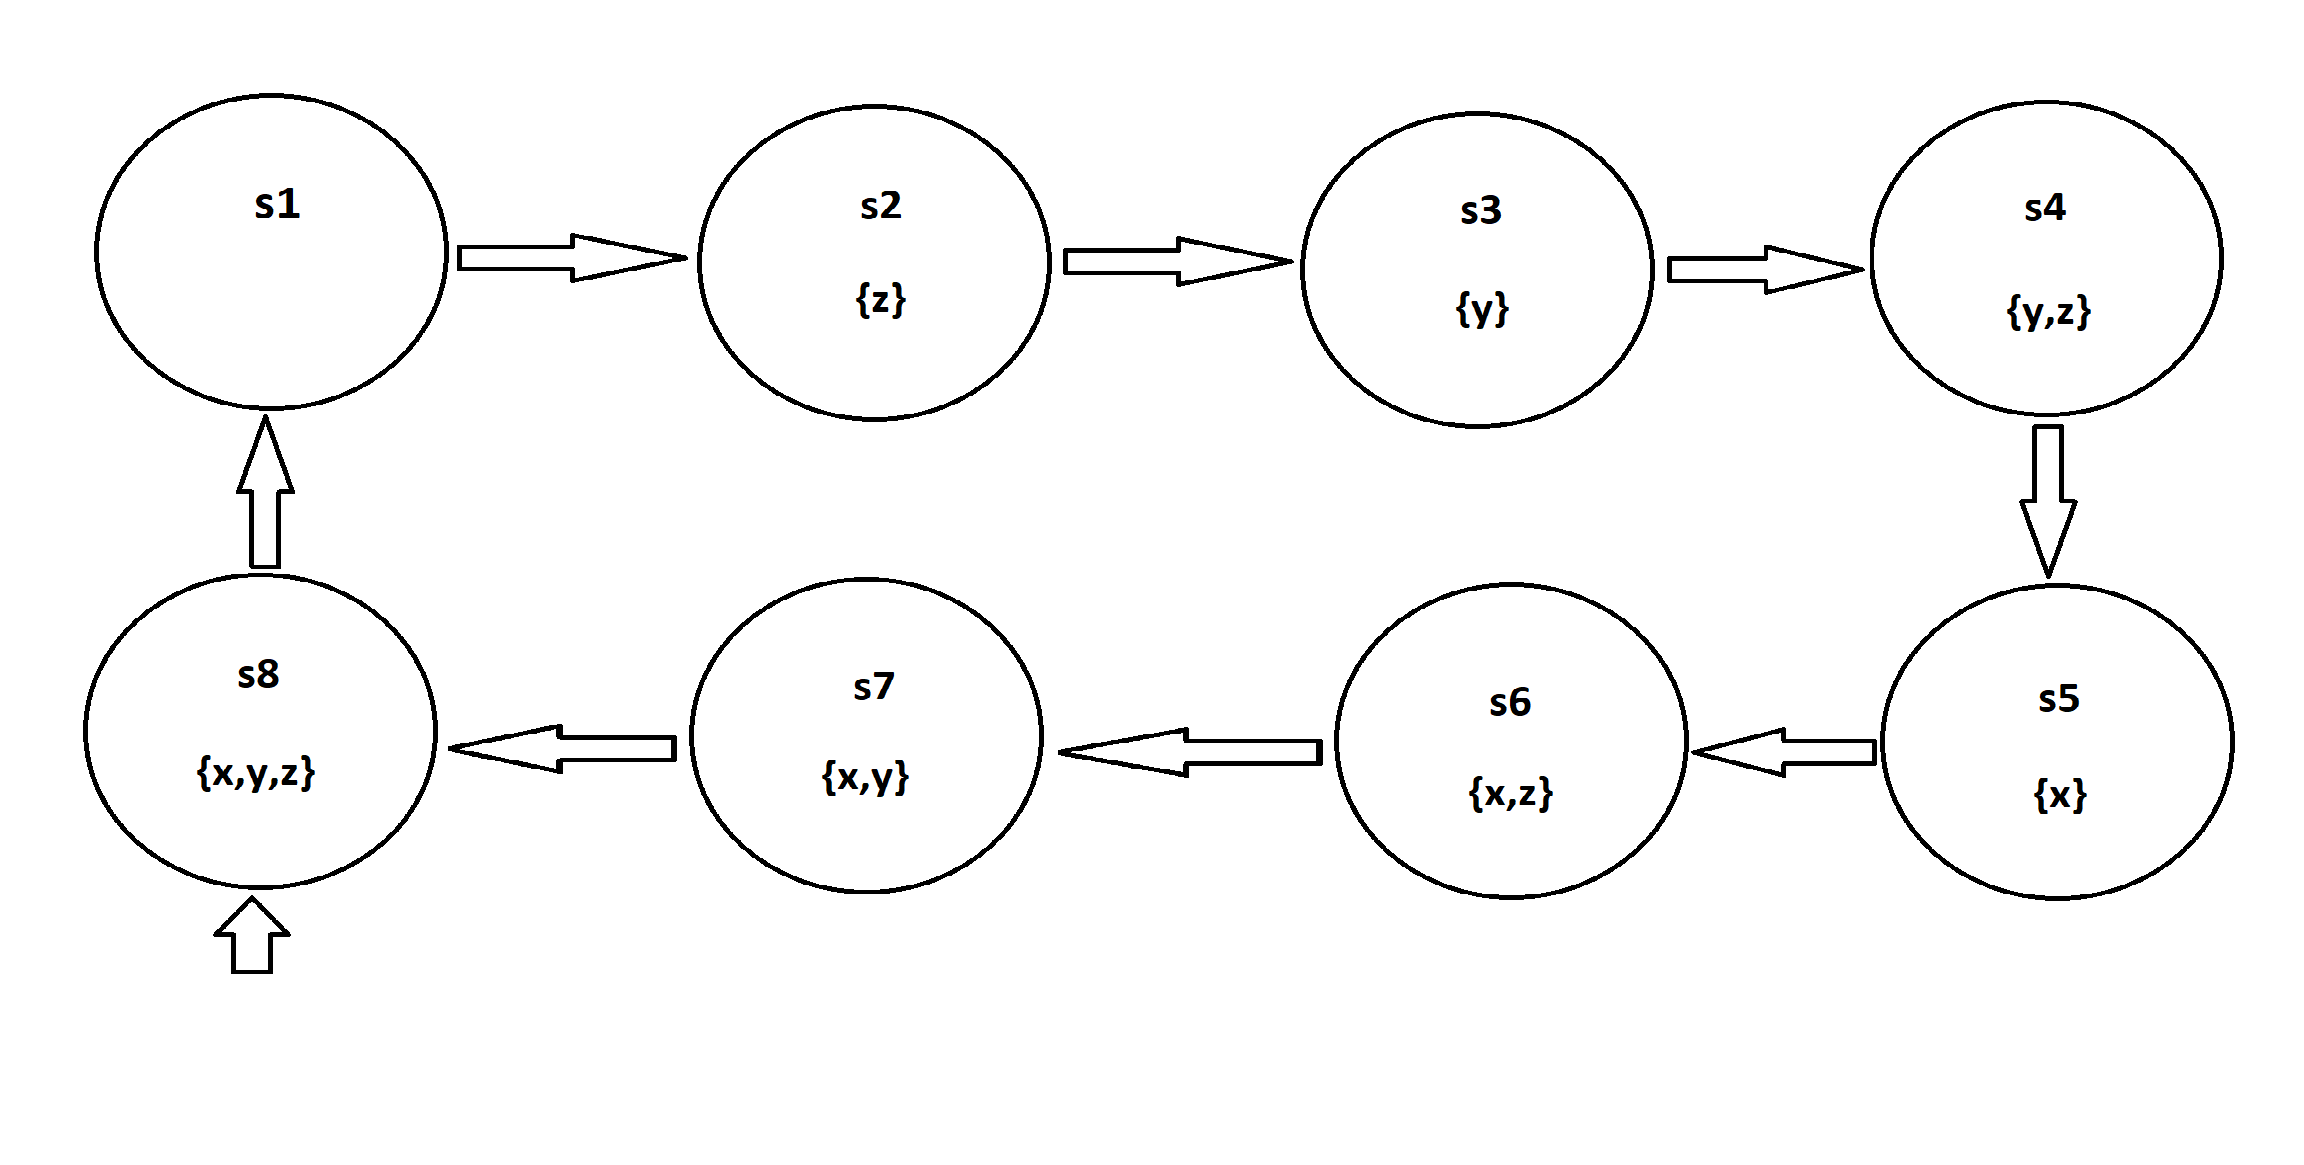 s1
s2
{z}
s3
{y}
s4
{y,z}
s8
{x,y,z}
s7
{x,y}
s6
{x,z}
s5
{x}